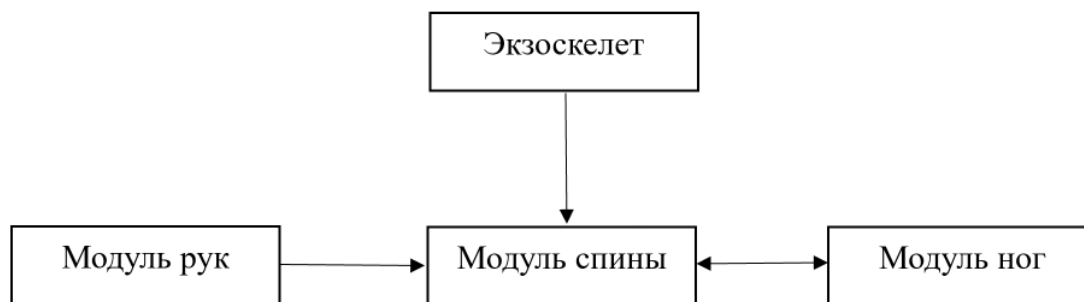 Экзоскелет
Модуль рук
Модуль спины
Модуль ног